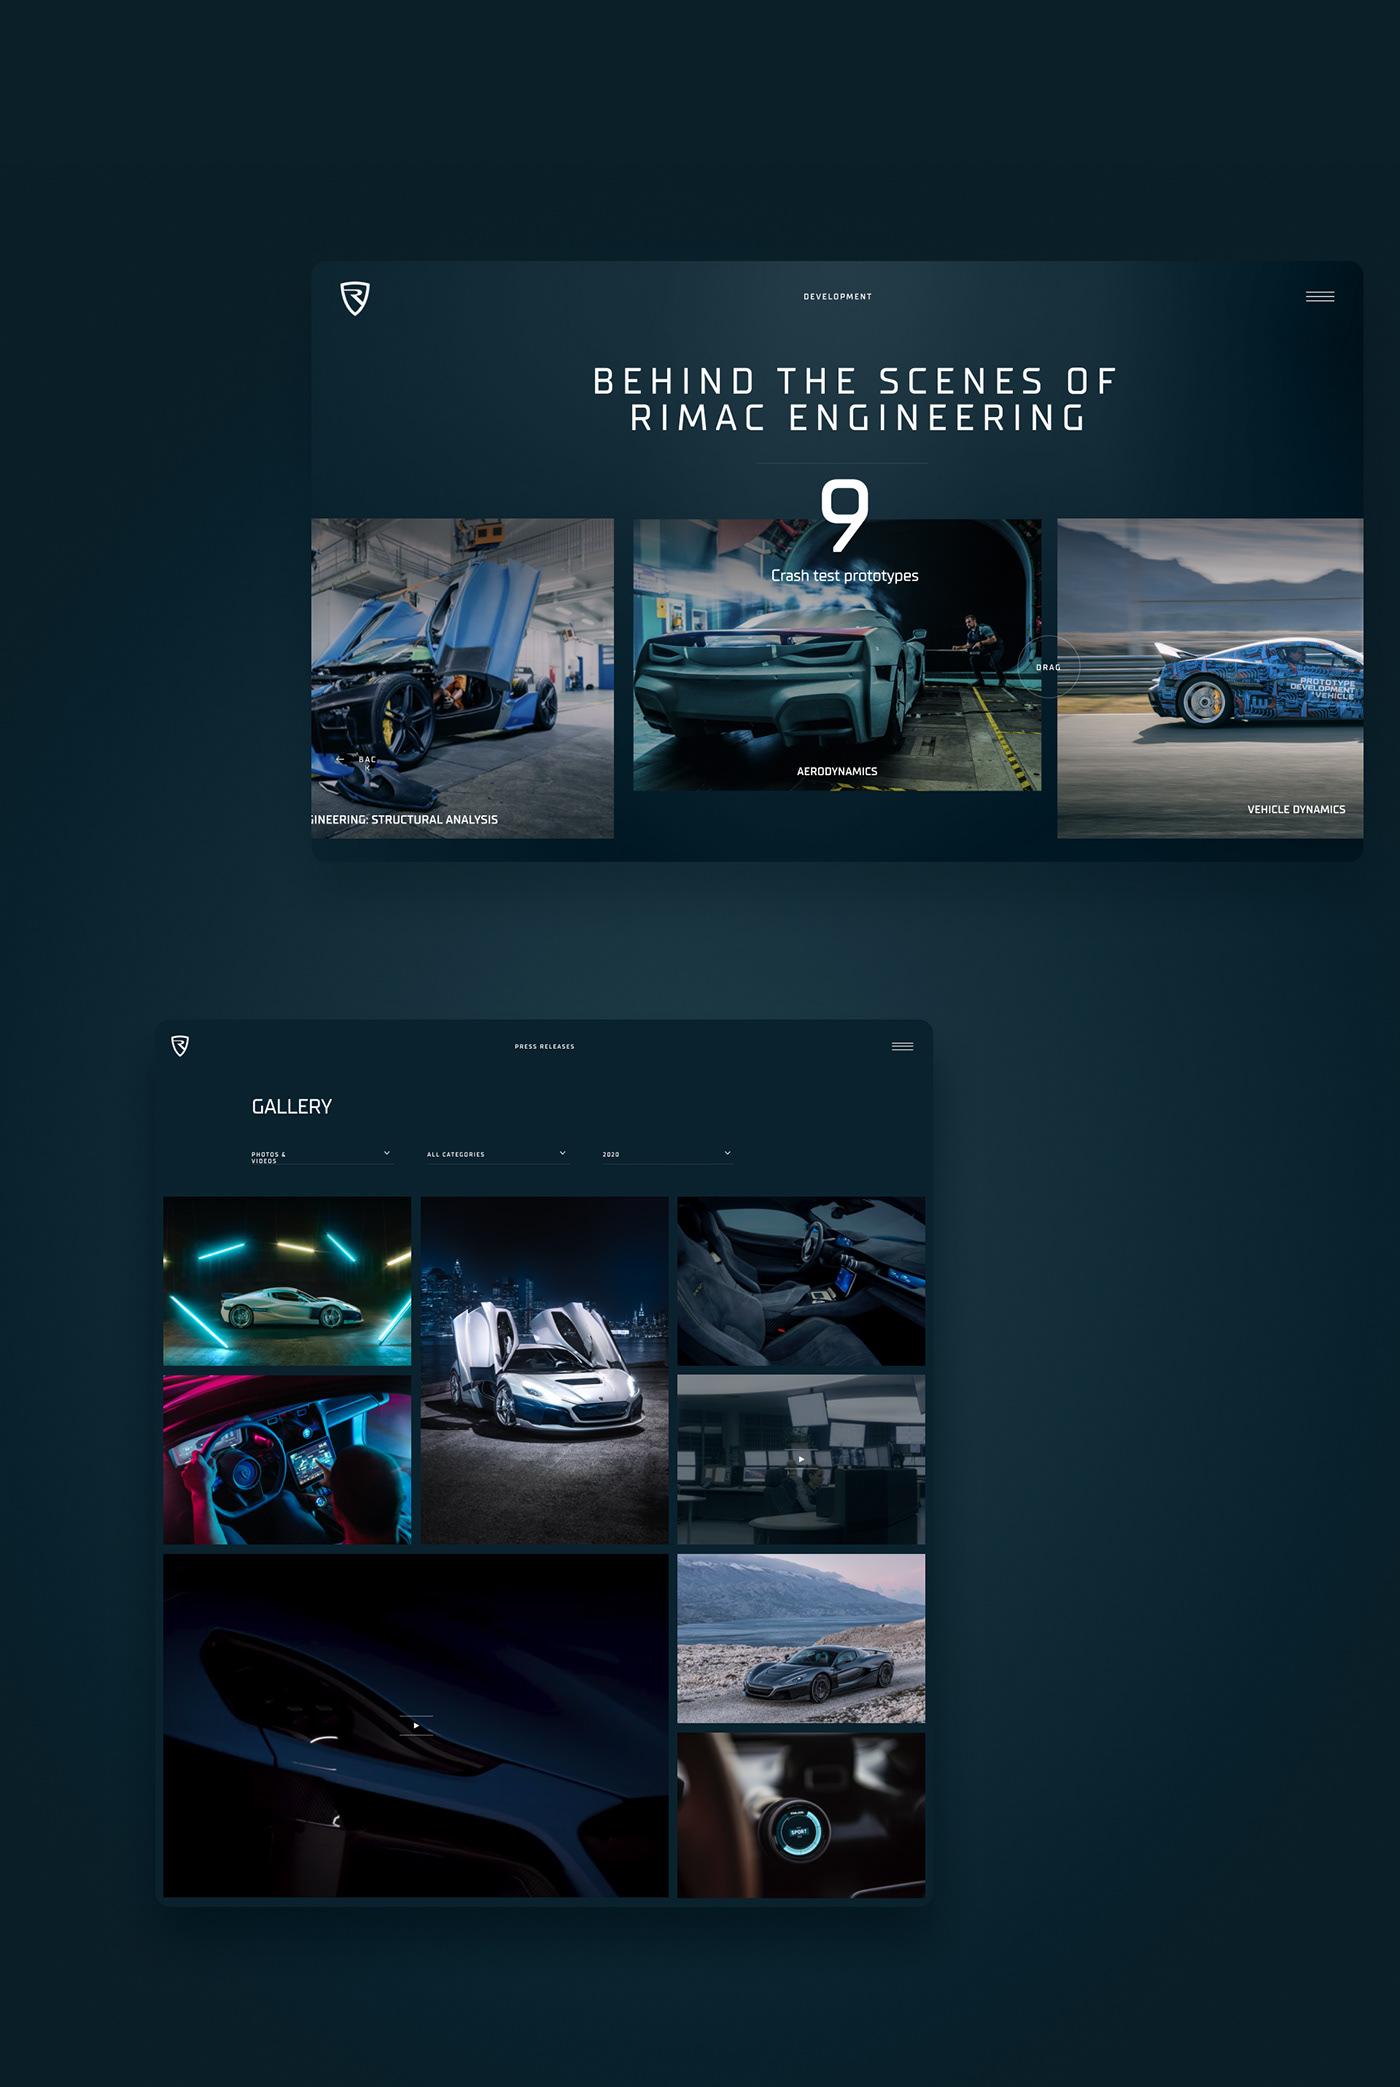 DEVELOPMENT
BEHIND THE SCENES OF
RIMAC ENGINEERING
9
Crash test prototypes
DRAG
PROTOTYPE
DEVELOPMENT
VEHICLE
BAC
K
AERODYNAMICS
GINEERING: STRUCTURAL ANALYSIS
VEHICLE DYNAMICS
PRESS RELEASES
GALLERY
PHOTOS &
VIDEOS
ALL CATEGORIES
2020
SPORT